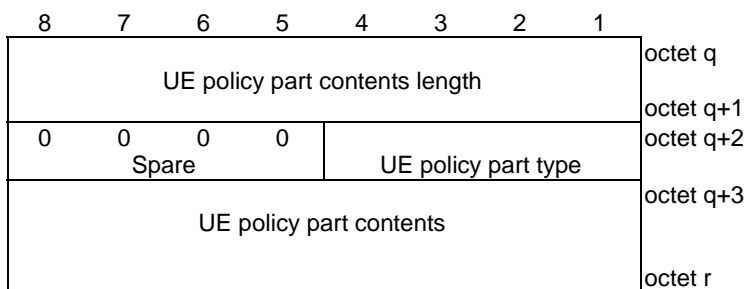 8 7 6 5 4 3 2 1
octet q
UE policy part contents length
octet q+1
0 0 0 0 octet q+2
Spare UE policy part type
octet q+3
UE policy part contents
octet r